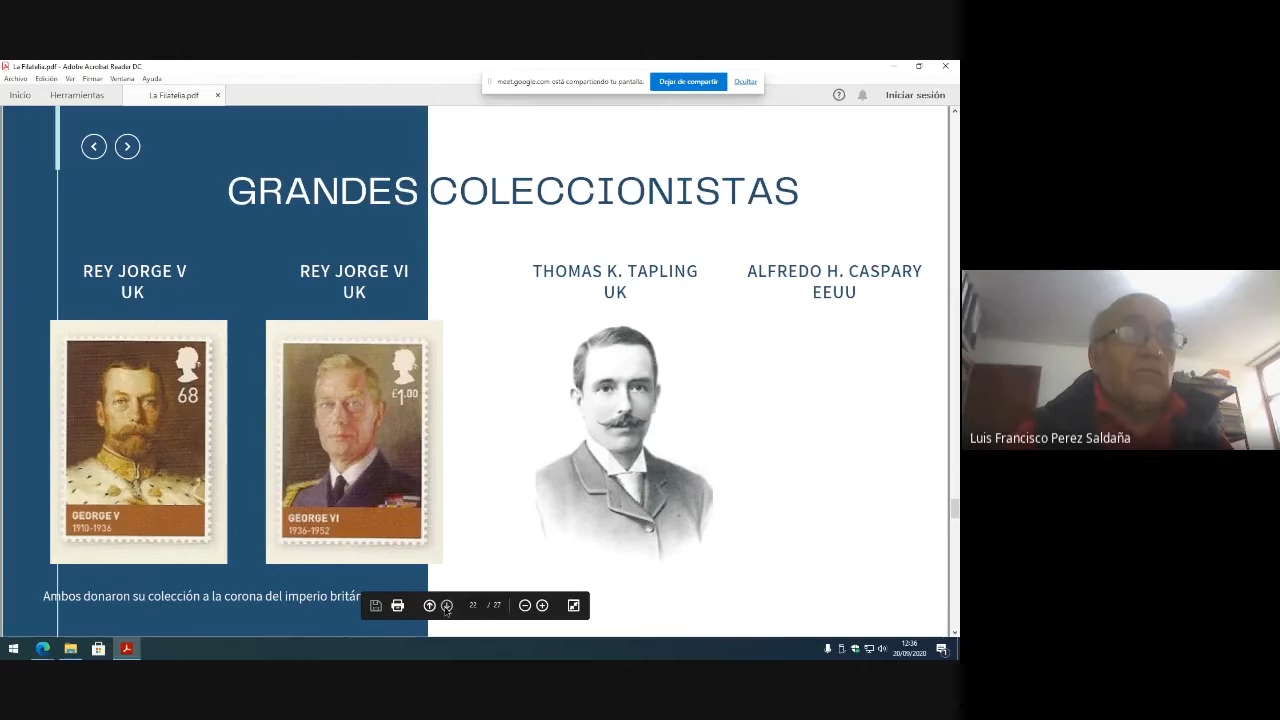 La Filatelia.pdf - Adobe Acrobat Reader DC
Archivo Edición Ver Firmar Ventana Ayuda
meet.google.com está compartiendo tu pantalla. Dejar de compartir Ocultar
Inicio Herramientas La Filatelia.pdf × Iniciar sesión
GRANDES COLECCIONISTAS
REY JORGE V
UK
REY JORGE VI
UK
THOMAS K. TAPLING
UK
ALFREDO H. CASPARY
EEUU
68
GEORGE V
1910-1936
£1.00
GEORGE VI
1936-1952
Ambos donaron su colección a la corona del imperio britán
22 / 27
12:36
20/09/2020
Luis Francisco Perez Saldaña